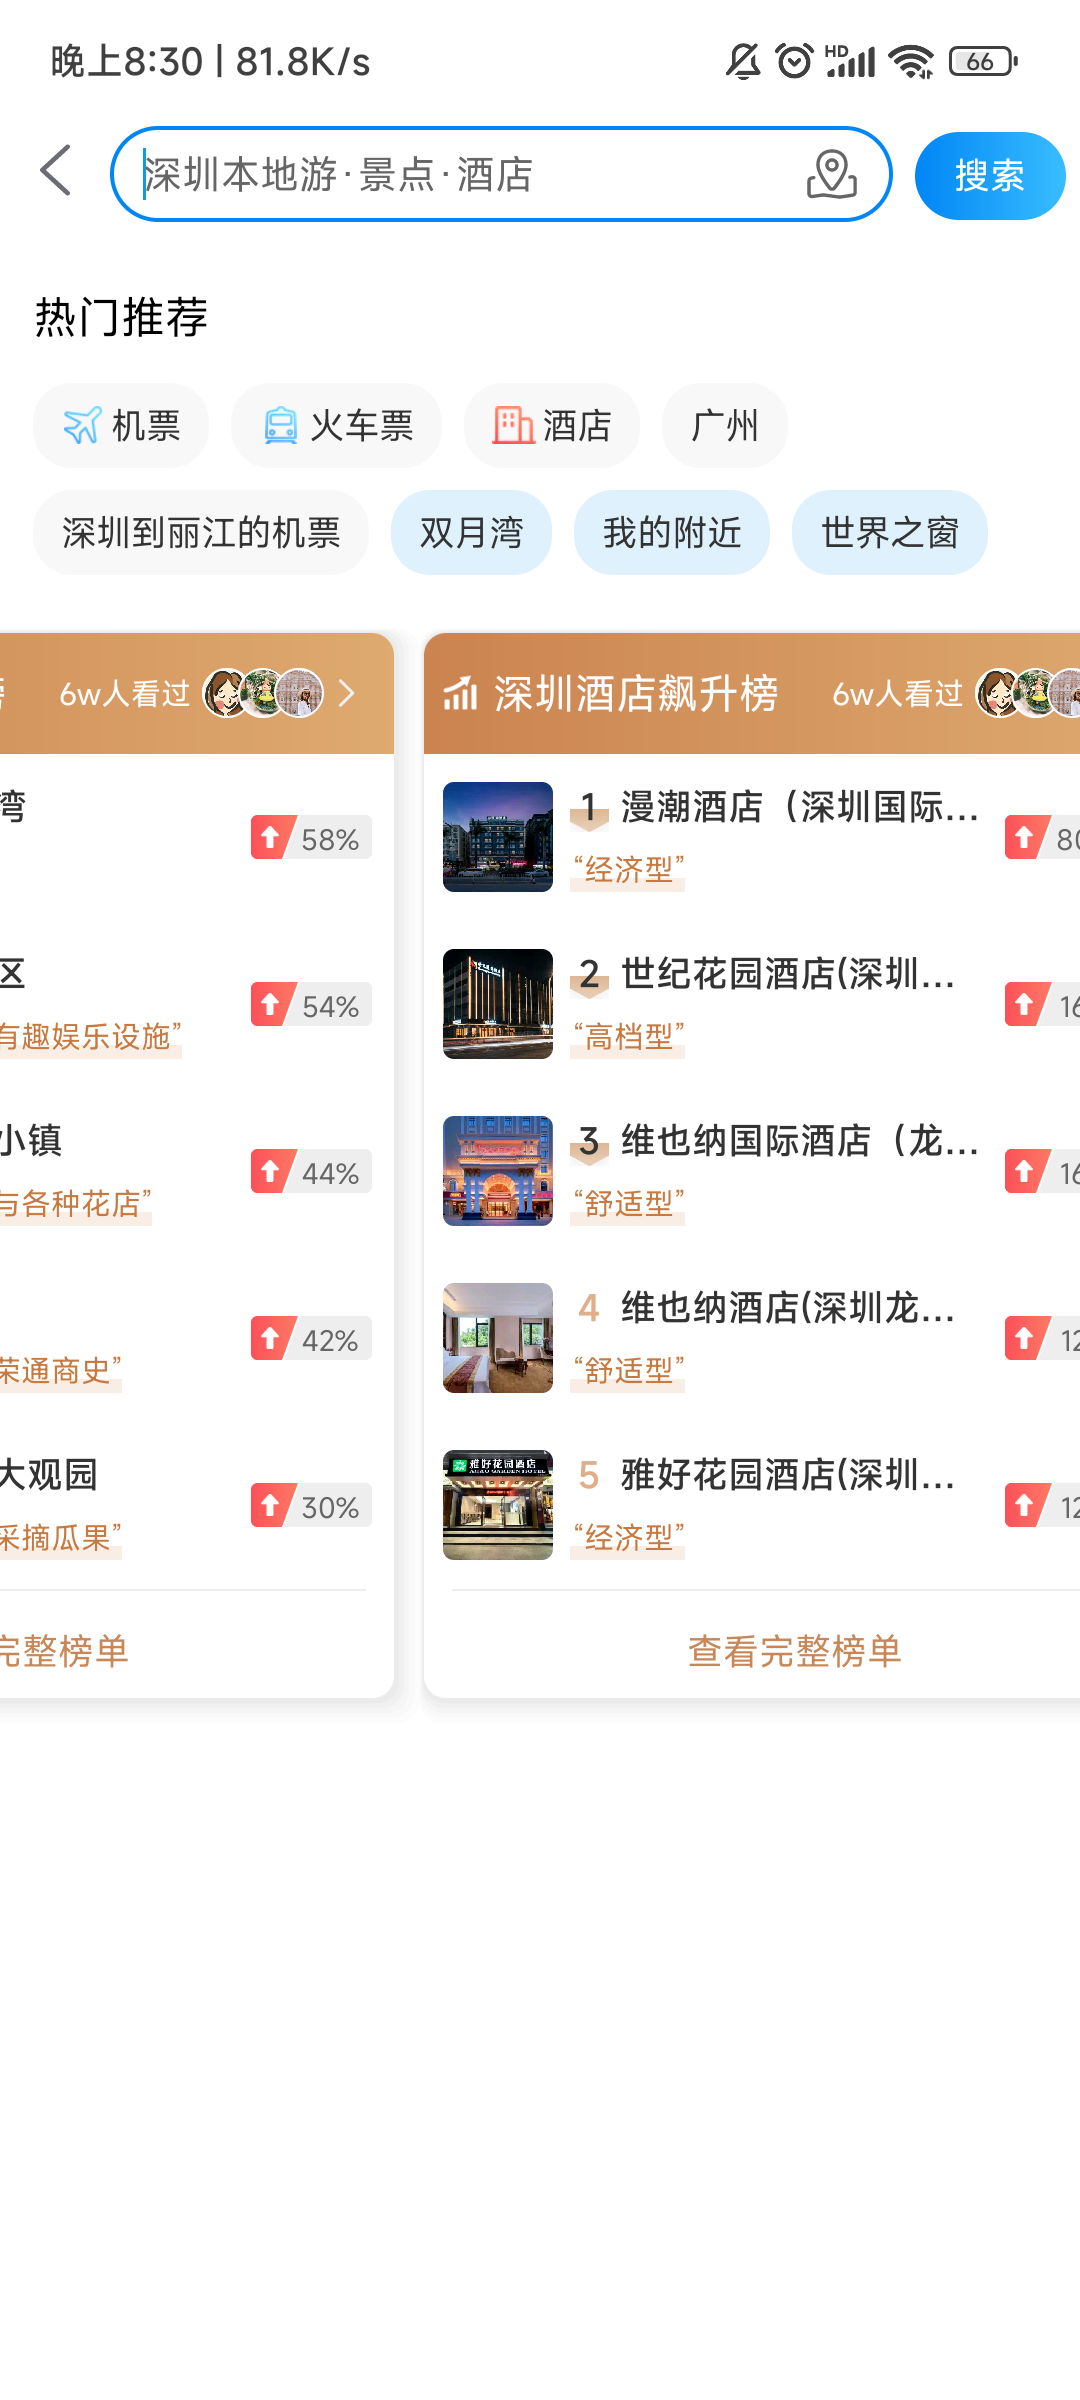 晚上8:30 | 81.8K/s
HD
66
深圳本地游·景点·酒店
搜索
热门推荐
机票
火车票
酒店
广州
深圳到丽江的机票
双月湾
我的附近
世界之窗
6w人看过
湾
58%
区
54%
有趣娱乐设施”
小镇
44%
与各种花店”
42%
荣通商史”
大观园
30%
采摘瓜果”
完整榜单
深圳酒店飙升榜
6w人看过
1 漫潮酒店（深圳国际...
“经济型”
2 世纪花园酒店(深圳...
“高档型”
16
3 维也纳国际酒店（龙...
“舒适型”
16
4 维也纳酒店(深圳龙...
“舒适型”
12
雅好花园酒店
5 雅好花园酒店(深圳...
“经济型”
12
查看完整榜单